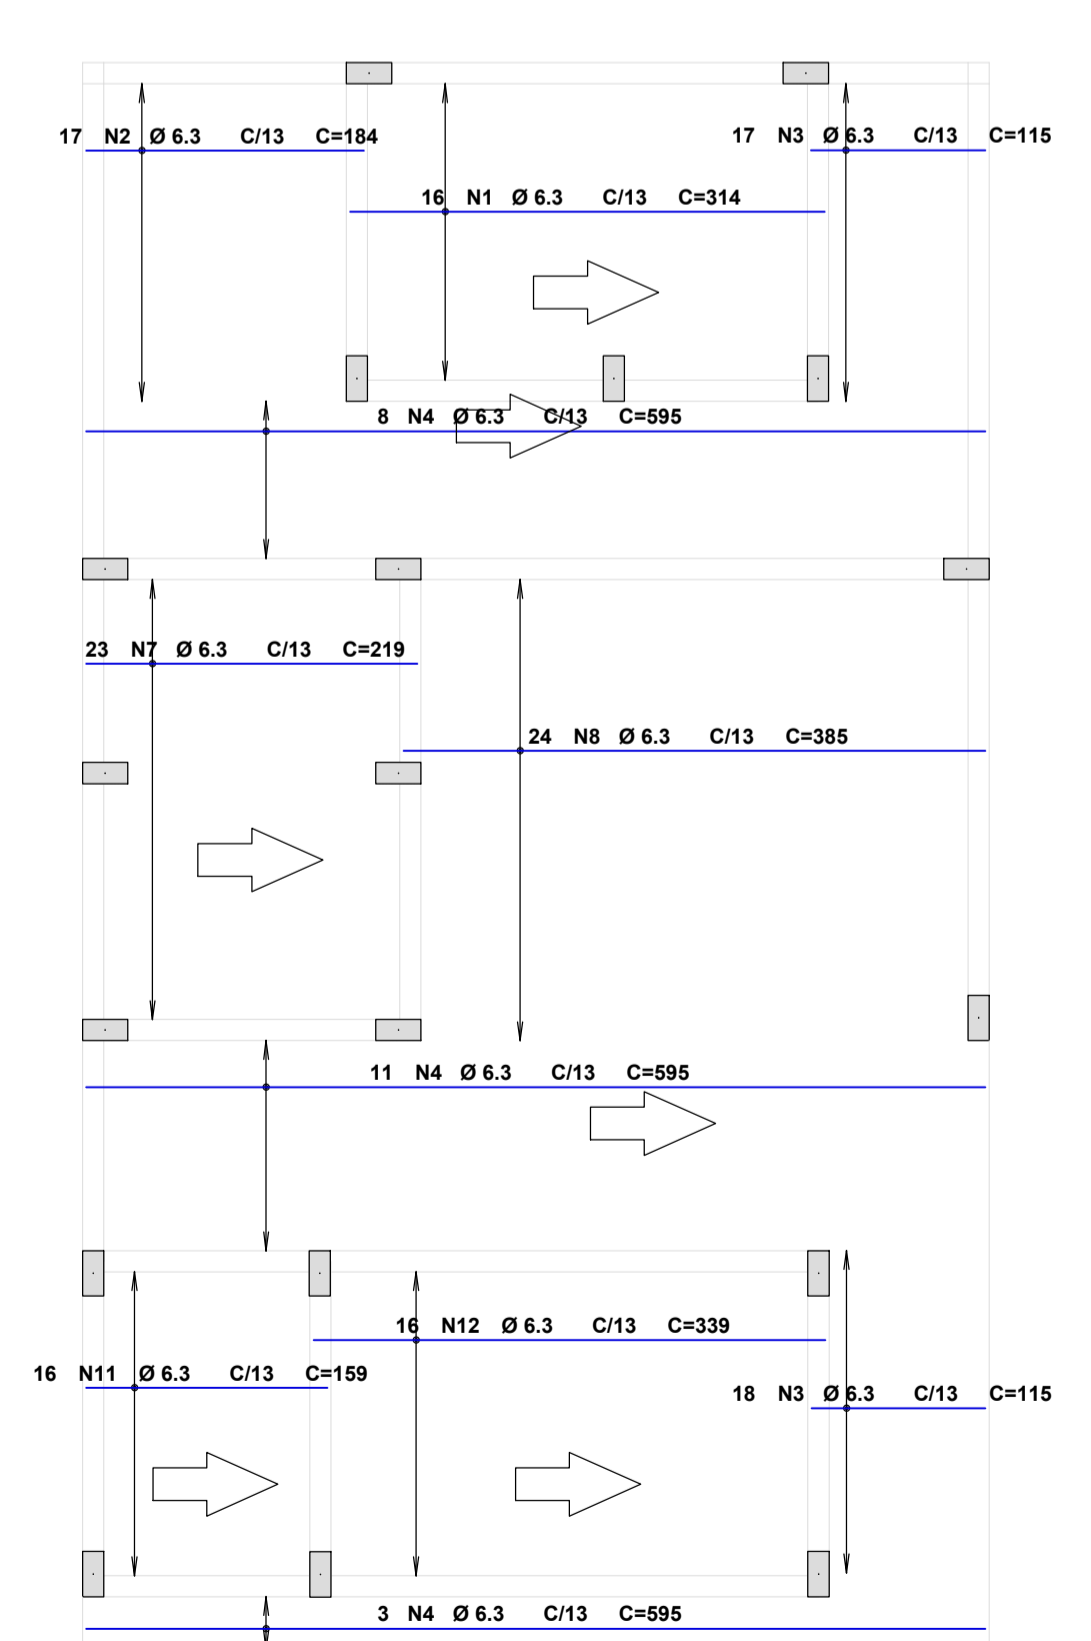 17 N2 Ø 6.3 C/13 C=184
17 N3 Ø 6.3 C/13 C=115
16 N1 Ø 6.3 C/13 C=314
8 N4 Ø 6.3 C/13 C=595
23 N7 Ø 6.3 C/13 C=219
24 N8 Ø 6.3 C/13 C=385
11 N4 Ø 6.3 C/13 C=595
16 N12 Ø 6.3 C/13 C=339
16 N11 Ø 6.3 C/13 C=159
18 N3 Ø 6.3 C/13 C=115
3 N4 Ø 6.3 C/13 C=595